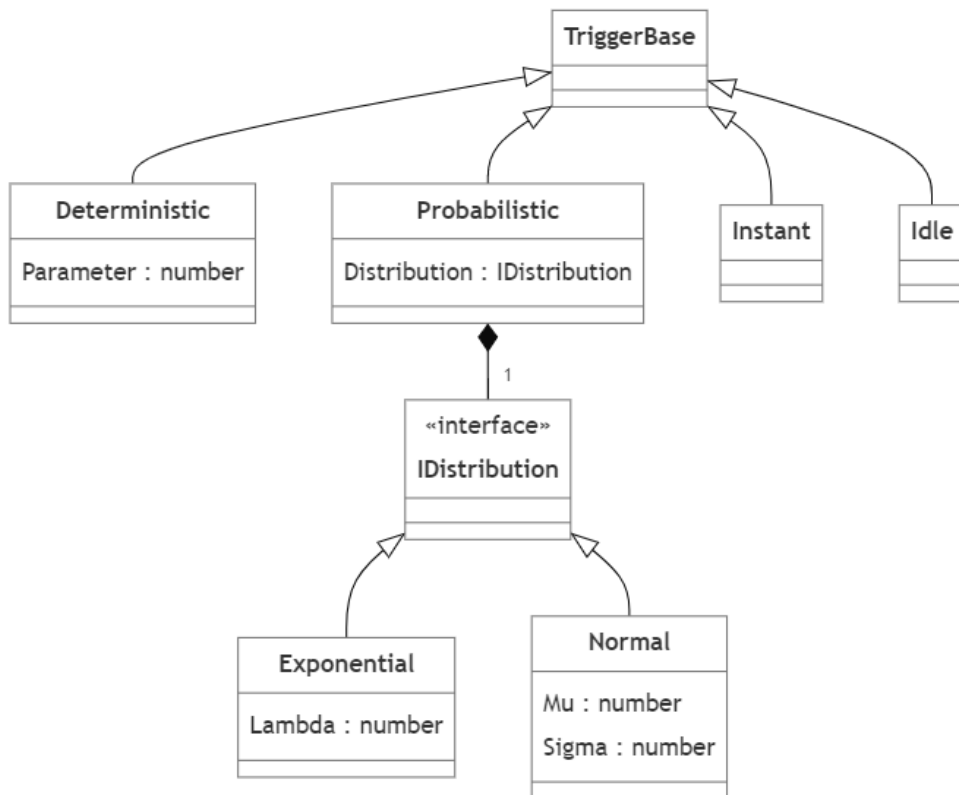 TriggerBase
Deterministic
Parameter : number
Probabilistic
Distribution : IDistribution
Instant
Idle
1
«interface»
IDistribution
Exponential
Lambda : number
Normal
Mu : number
Sigma : number